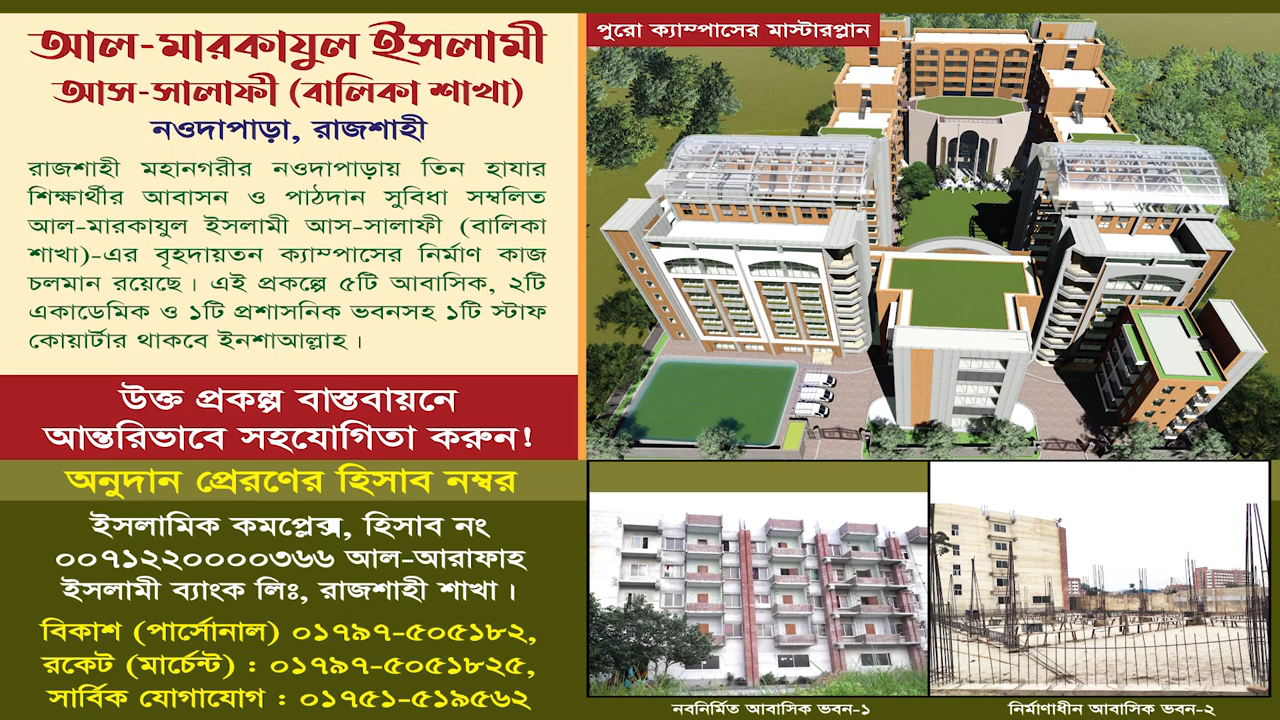 আল-মারকাযুল ইসলামী
আস-সালাফী (বালিকা শাখা)
নওদাপাড়া, রাজশাহী
রাজশাহী মহানগরীর নওদাপাড়ায় তিন হাযার
শিক্ষার্থীর আবাসন ও পাঠদান সুবিধা সম্বলিত
আল-মারকাযুল ইসলামী আস-সালাফী (বালিকা
শাখা)-এর বৃহদায়তন ক্যাম্পাসের নির্মাণ কাজ
চলমান রয়েছে। এই প্রকল্পে ৫টি আবাসিক, ২টি
একাডেমিক ও ১টি প্রশাসনিক ভবনসহ ১টি স্টাফ
কোয়ার্টার থাকবে ইনশাআল্লাহ।
উক্ত প্রকল্প বাস্তবায়নে
আন্তরিভাবে সহযোগিতা করুন!
অনুদান প্রেরণের হিসাব নম্বর
ইসলামিক কমপ্লেক্স, হিসাব নং
০০৭১২২০০০০৩৬৬ আল-আরাফাহ
ইসলামী ব্যাংক লিঃ, রাজশাহী শাখা।
বিকাশ (পার্সোনাল) ০১৭৯৭-৫০৫১৮২,
রকেট (মার্চেন্ট) : ০১৭৯৭-৫০৫১৮২৫,
সার্বিক যোগাযোগ : ০১৭৫১-৫১৯৫৬২
পুরো ক্যাম্পাসের মাস্টারপ্লান
নবনির্মিত আবাসিক ভবন-১
নির্মাণাধীন আবাসিক ভবন-২